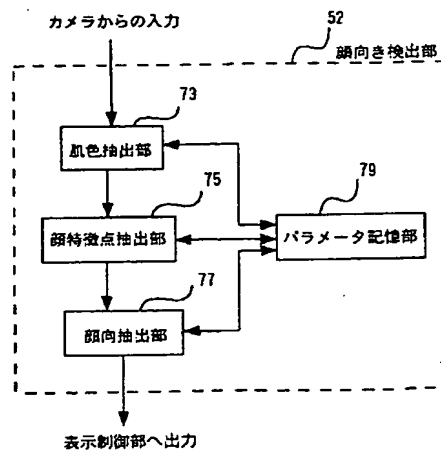 カメラからの入力
52
顔向き検出部
73
肌色抽出部
75
79
顔特徴点抽出部
パラメータ記憶部
77
顔向抽出部
表示制御部へ出力